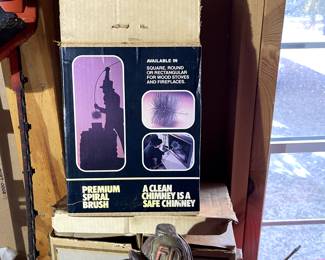 AVAILABLE IN
SQUARE, ROUND
OR RECTANGULAR
FOR WOOD STOVES
AND FIREPLACES.
PREMIUM
SPIRAL
BRUSH
A CLEAN
CHIMNEY IS A
SAFE CHIMNEY